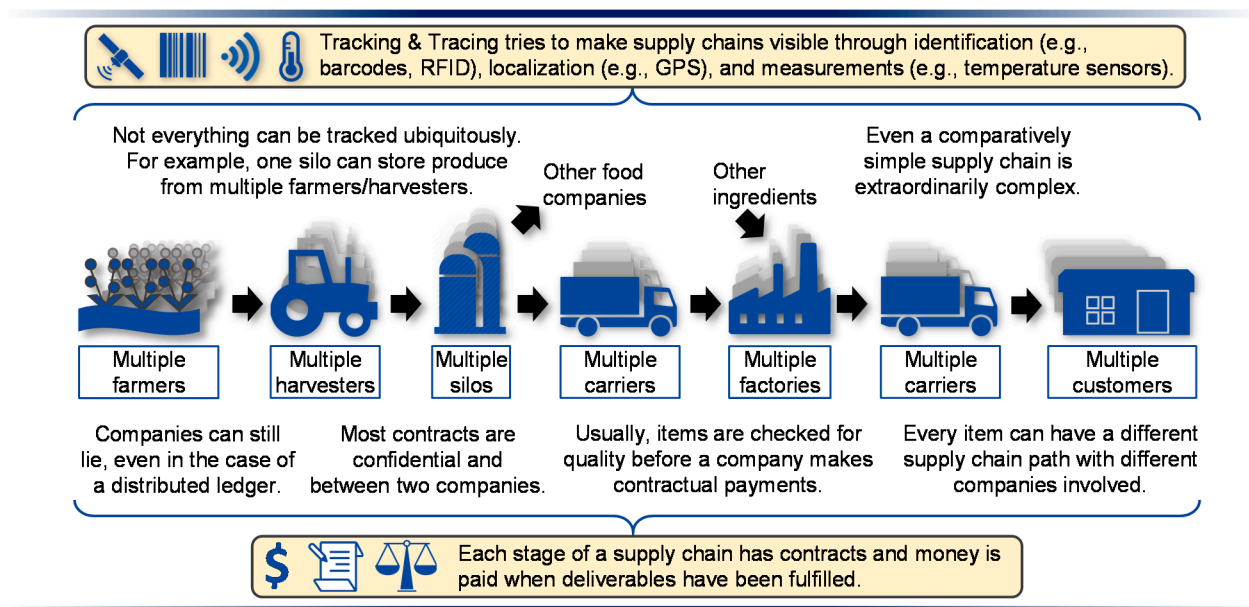 Tracking & Tracing tries to make supply chains visible through identification (e.g.,
barcodes, RFID), localization (e.g., GPS), and measurements (e.g., temperature sensors).
Not everything can be tracked ubiquitously.
For example, one silo can store produce
from multiple farmers/harvesters.
Other food
companies
Other
ingredients
Even a comparatively
simple supply chain is
extraordinarily complex.
Multiple
farmers
Multiple
harvesters
Multiple
silos
Multiple
carriers
Multiple
factories
Multiple
carriers
Multiple
customers
Companies can still
lie, even in the case of
a distributed ledger.
Most contracts are
confidential and
between two companies.
Usually, items are checked for
quality before a company makes
contractual payments.
Every item can have a different
supply chain path with different
companies involved.
$
Each stage of a supply chain has contracts and money is
paid when deliverables have been fulfilled.